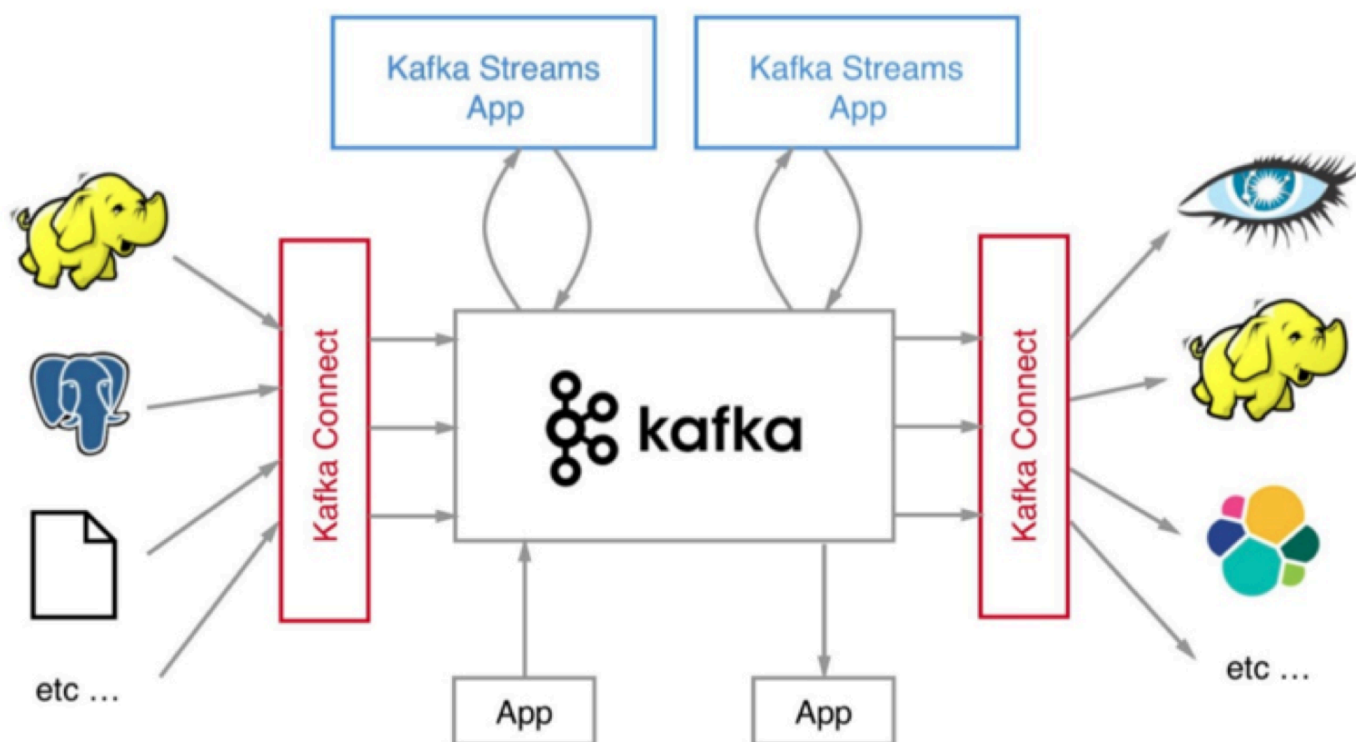 Kafka Streams
App
Kafka Streams
App
Kafka Connect
kafka
Kafka Connect
etc ...
etc ...
App
App